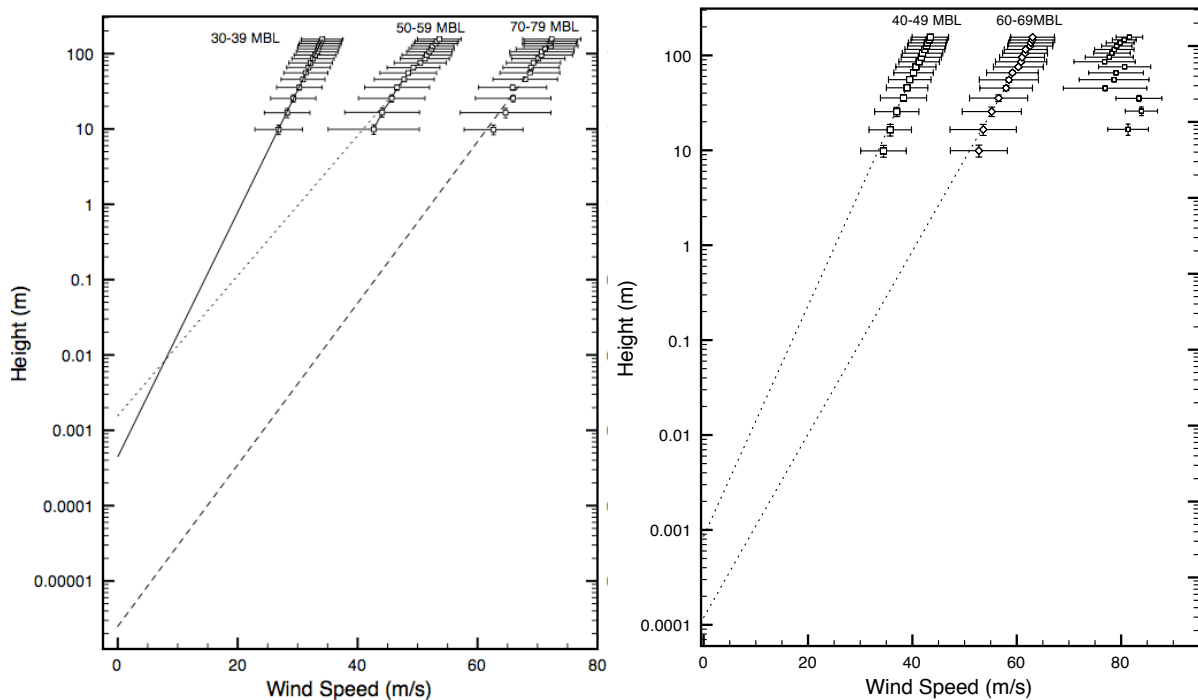 30-39 MBL
50-59 MBL
70-79 MBL
100
10
1
0.1
0.01
0.001
0.0001
0.00001
Height (m)
0
20
40
60
80
Wind Speed (m/s)
40-49 MBL
60-69MBL
100
10
1
0.1
0.01
0.001
0.0001
Height (m)
0
20
40
60
80
Wind Speed (m/s)